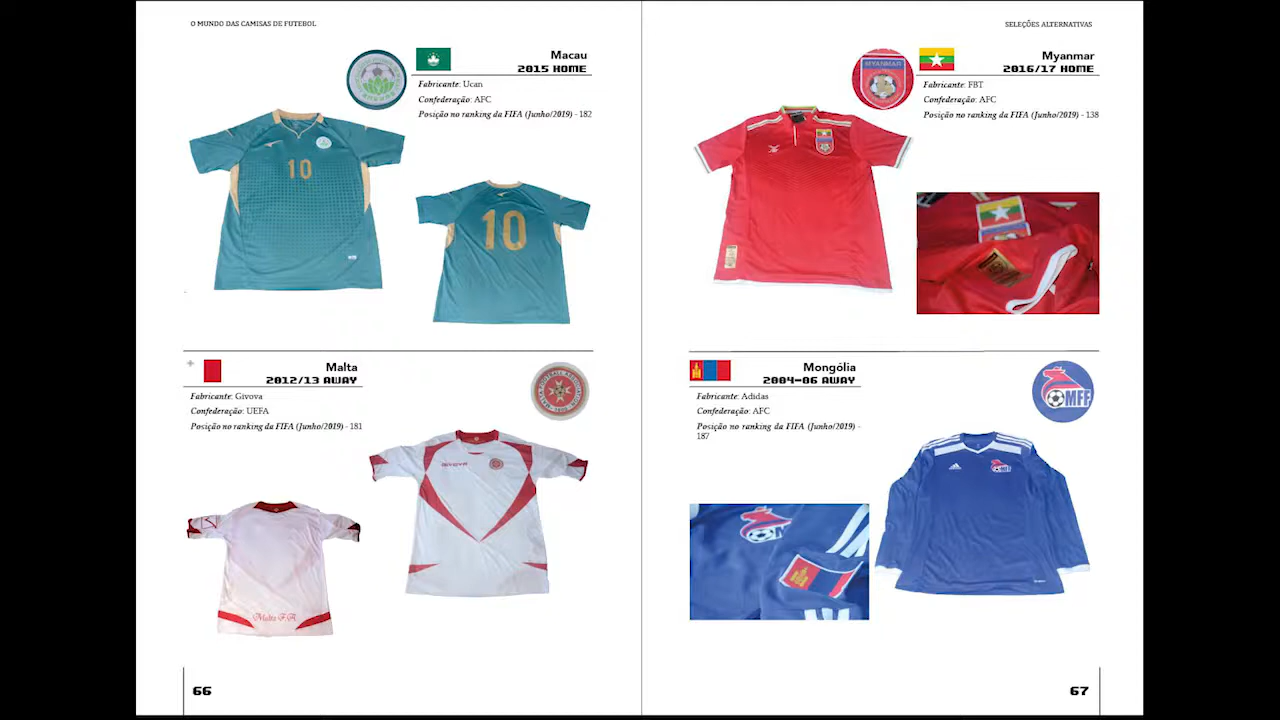 O MUNDO DAS CAMISAS DE FUTEBOL
Macau
2015 HOME
Fabricante: Ucan
Confederação: AFC
Posição no ranking da FIFA (Junho/2019) - 182
10
10
Malta
2012/13 AWAY
Fabricante: Givova
Confederação: UEFA
Posição no ranking da FIFA (Junho/2019) - 181
MALTA FOOTBALL ASSOCIATION
GIVOVA
Malta F.A
66
SELEÇÕES ALTERNATIVAS
Myanmar
2016/17 HOME
MYANMAR
Fabricante: FBT
Confederação: AFC
Posição no ranking da FIFA (Junho/2019) - 138
Mongólia
2004-06 AWAY
Fabricante: Adidas
Confederação: AFC
Posição no ranking da FIFA (Junho/2019) -
187
MFF
67